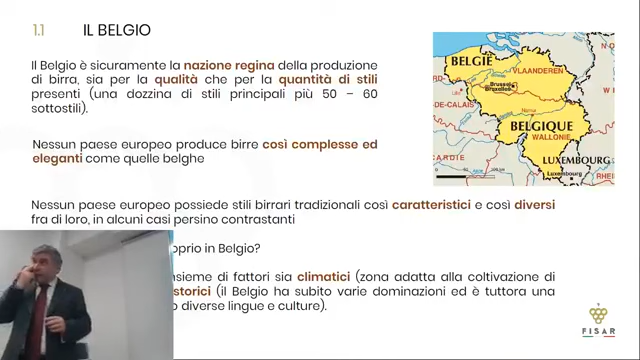 1.1 IL BELGIO
Il Belgio è sicuramente la nazione regina della produzione
di birra, sia per la qualità che per la quantità di stili
presenti (una dozzina di stili principali più 50 – 60
sottostili).
Nessun paese europeo produce birre così complesse ed
eleganti come quelle belghe
BELGIË
VLAANDEREN
Brussel
Bruxelles
BELGIQUE
WALLONIE
LUXEMBOURG
Luxembourg
Nessun paese europeo possiede stili birrari tradizionali così caratteristici e così diversi
fra di loro, in alcuni casi persino contrastanti
oprio in Belgio?
nsieme di fattori sia climatici (zona adatta alla coltivazione di
storici (il Belgio ha subito varie dominazioni ed è tuttora una
o diverse lingue e culture).
FISAR